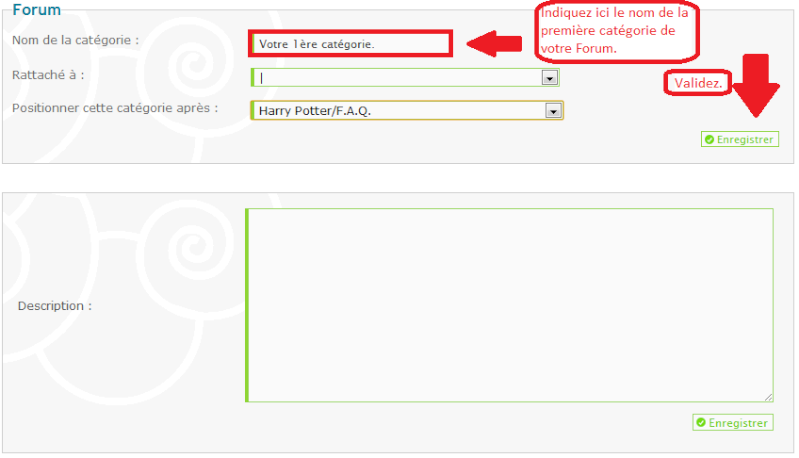 Forum
Nom de la catégorie :
Votre 1ère catégorie.
Indiquez ici le nom de la
première catégorie de
votre Forum.
Rattaché à :
|
Validez.
Positionner cette catégorie après :
Harry Potter/F.A.Q.
Enregistrer
Description :
Enregistrer